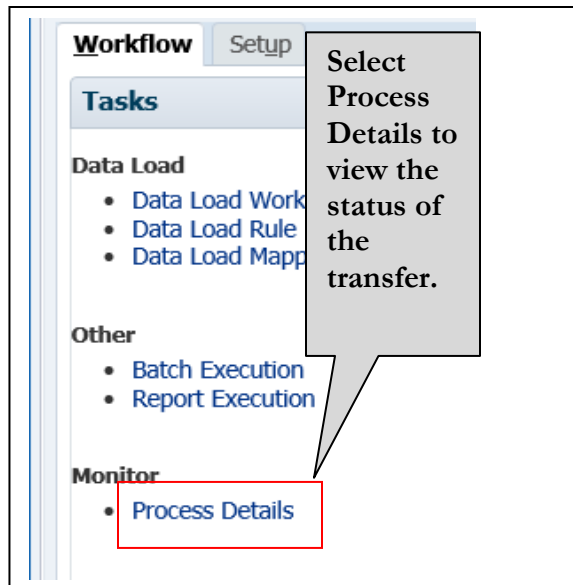 Workflow Setup
Tasks
Data Load
• Data Load Work
• Data Load Rule
• Data Load Mapp
Other
• Batch Execution
• Report Execution
Monitor
• Process Details
Select
Process
Details to
view the
status of
the
transfer.